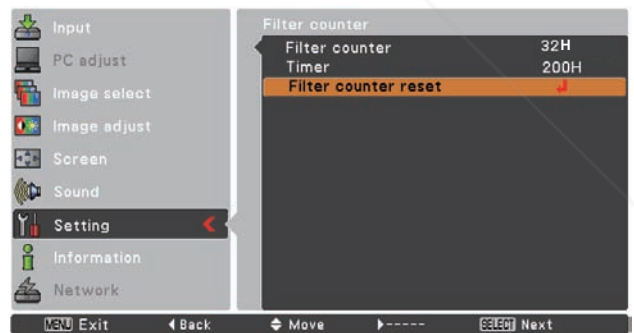 Input
PC adjust
Image select
Image adjust
Screen
Sound
Setting
Information
Network
Filter counter
Filter counter 32H
Timer 200H
Filter counter reset
MENU Exit Back Move ----- SELECT Next